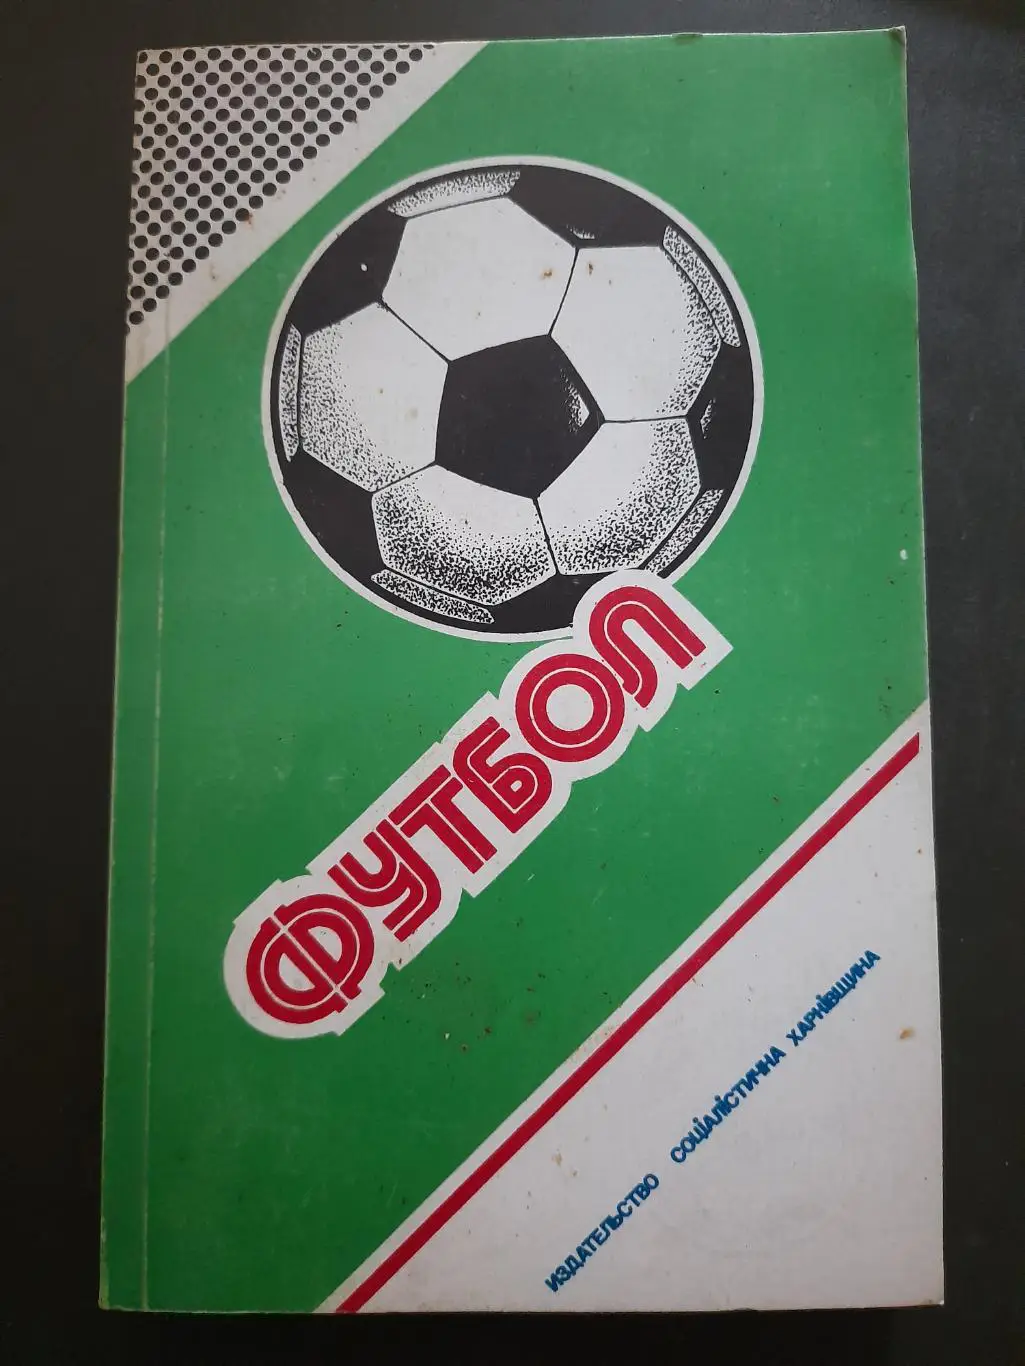 ФУТБОЛ
ИЗДАТЕЛЬСТВО СОЦІАЛІСТИЧНА ХАРКІВЩИНА